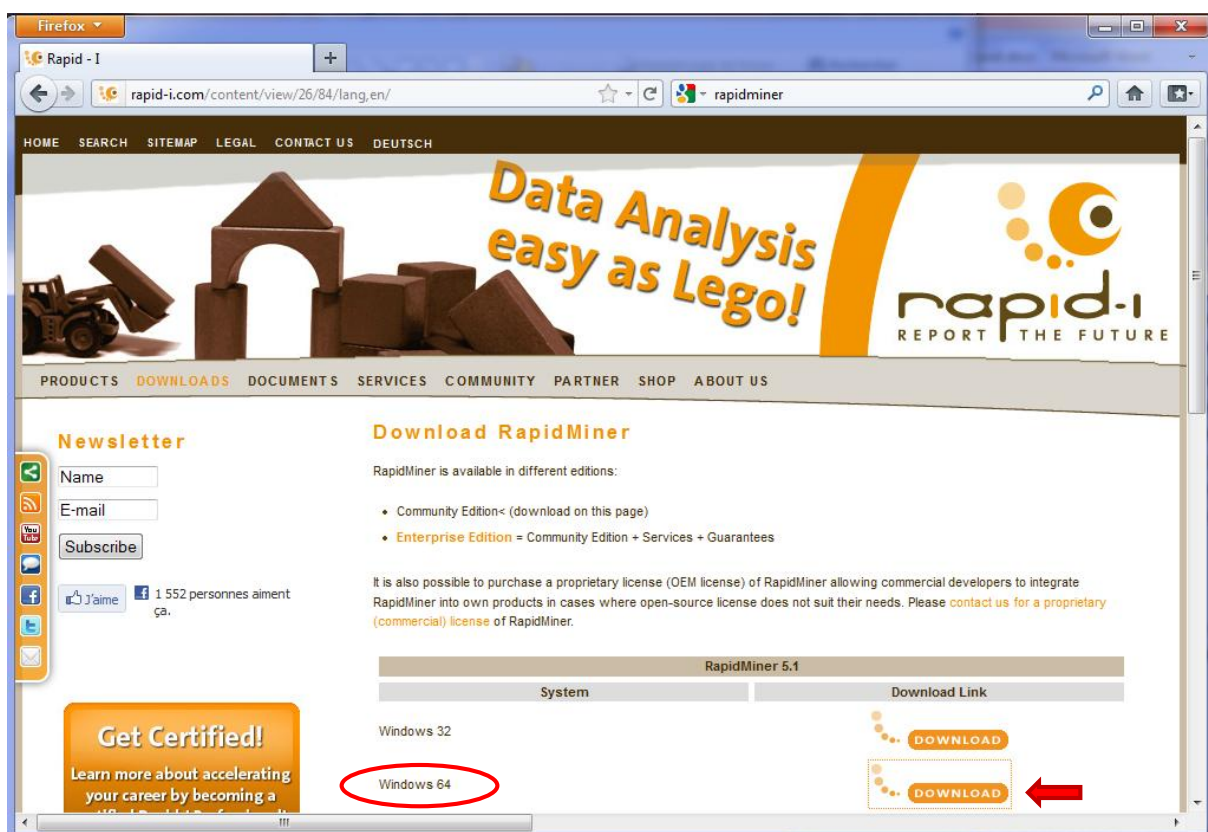 Firefox
Rapid - I
rapid-i.com/content/view/26/84/lang,en/
rapidminer
HOME SEARCH SITEMAP LEGAL CONTACT US DEUTSCH
Data Analysis
easy as Lego!
rapid-i
REPORT THE FUTURE
PRODUCTS DOWNLOADS DOCUMENTS SERVICES COMMUNITY PARTNER SHOP ABOUT US
Newsletter
Name
E-mail
Subscribe
J'aime
1 552 personnes aiment
ça.
You
Tube
Get Certified!
Learn more about accelerating
your career by becoming a
Download RapidMiner
RapidMiner is available in different editions:
• Community Edition< (download on this page)
• Enterprise Edition = Community Edition + Services + Guarantees
It is also possible to purchase a proprietary license (OEM license) of RapidMiner allowing commercial developers to integrate
RapidMiner into own products in cases where open-source license does not suit their needs. Please contact us for a proprietary
(commercial) license of RapidMiner.
RapidMiner 5.1
System Download Link
Windows 32 DOWNLOAD
Windows 64 DOWNLOAD